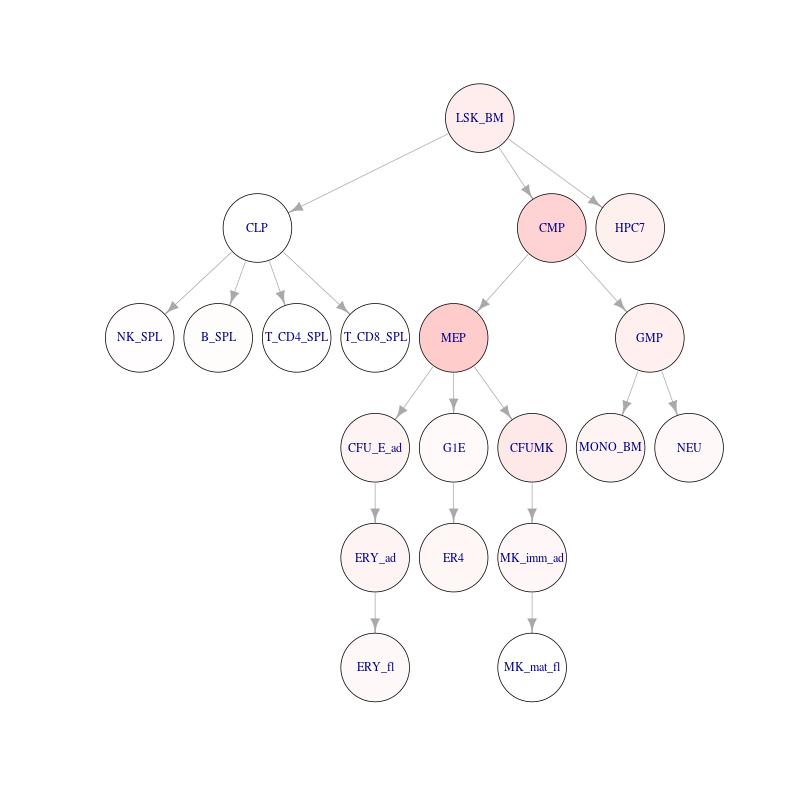 LSK_BM
CLP
CMP
HPC7
NK_SPL
B_SPL
T_CD4_SPL
T_CD8_SPL
MEP
GMP
CFU_E_ad
G1E
CFUMK
MONO_BM
NEU
ERY_ad
ER4
MK_imm_ad
ERY_fl
MK_mat_fl